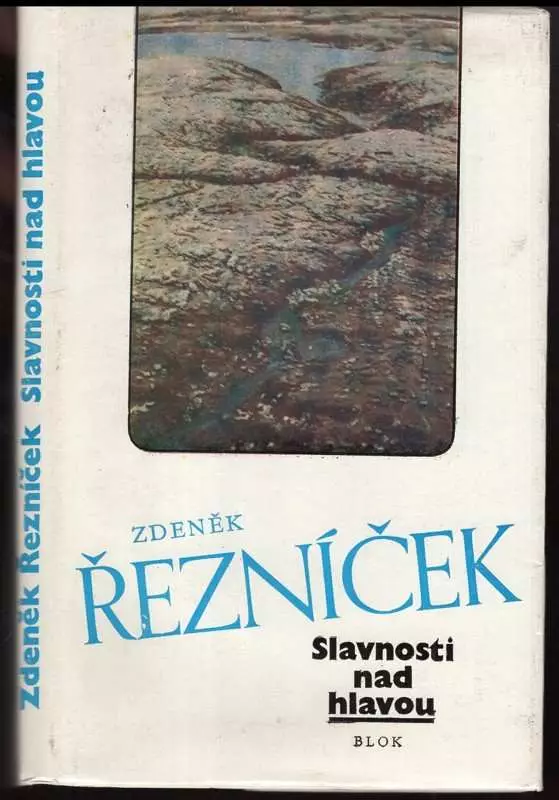 Zdeněk Řezníček Slavnosti nad hlavou
ZDENĚK
ŘEZNÍČEK
Slavnosti
nad
hlavou
BLOK